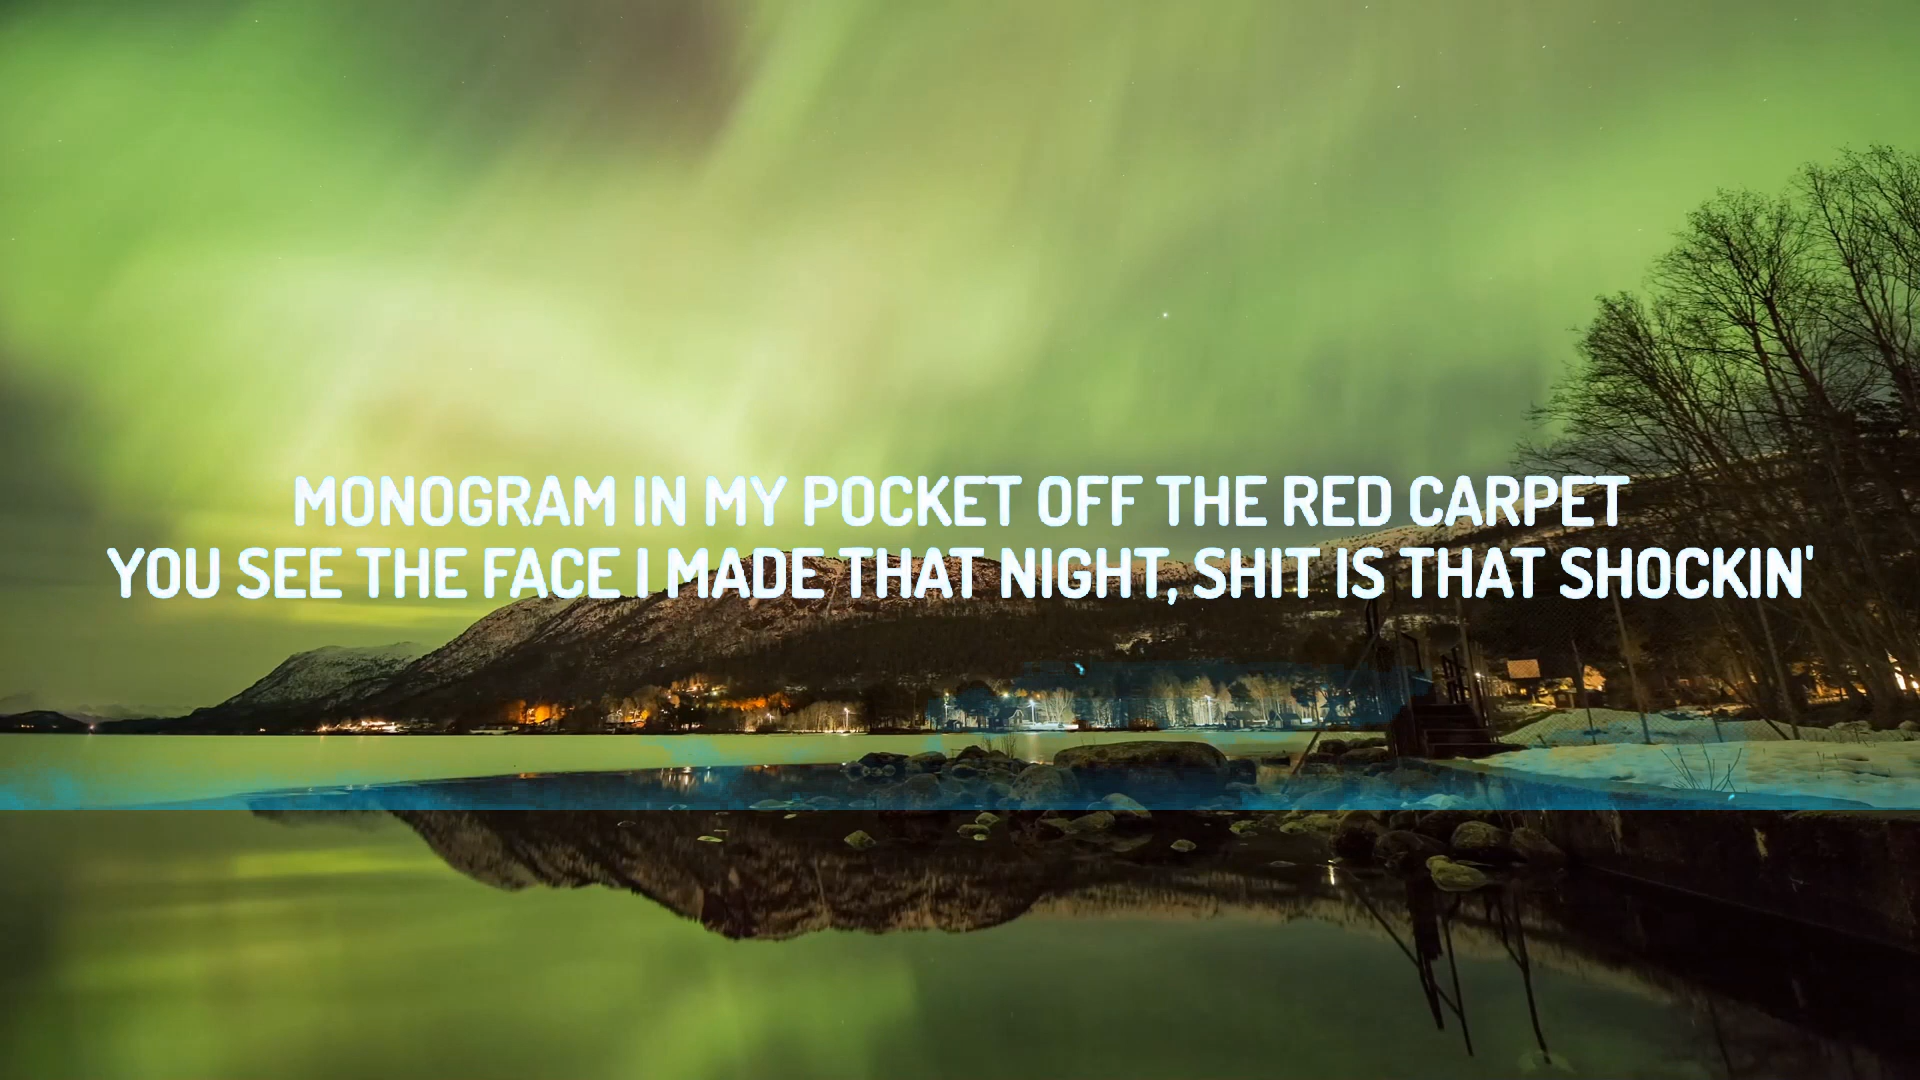 MONOGRAM IN MY POCKET OFF THE RED CARPET
YOU SEE THE FACE I MADE THAT NIGHT, SHIT IS THAT SHOCKIN'